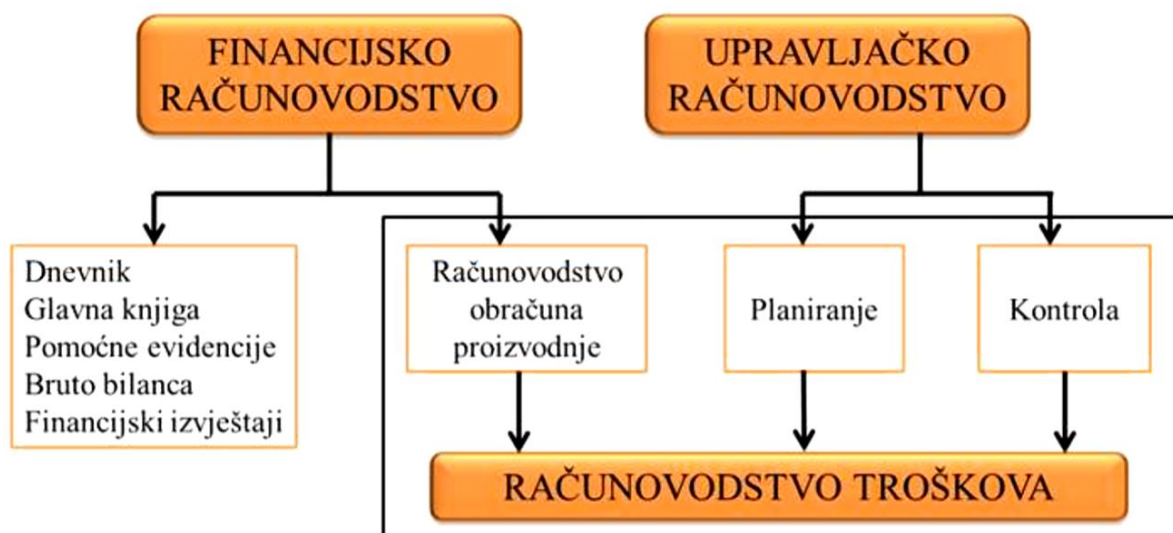 FINANCIJSKO
RAČUNOVODSTVO
UPRAVLJAČKO
RAČUNOVODSTVO
Dnevnik
Glavna knjiga
Pomoćne evidencije
Bruto bilanca
Financijski izvještaji
Računovodstvo
obračuna
proizvodnje
Planiranje
Kontrola
RAČUNOVODSTVO TROŠKOVA